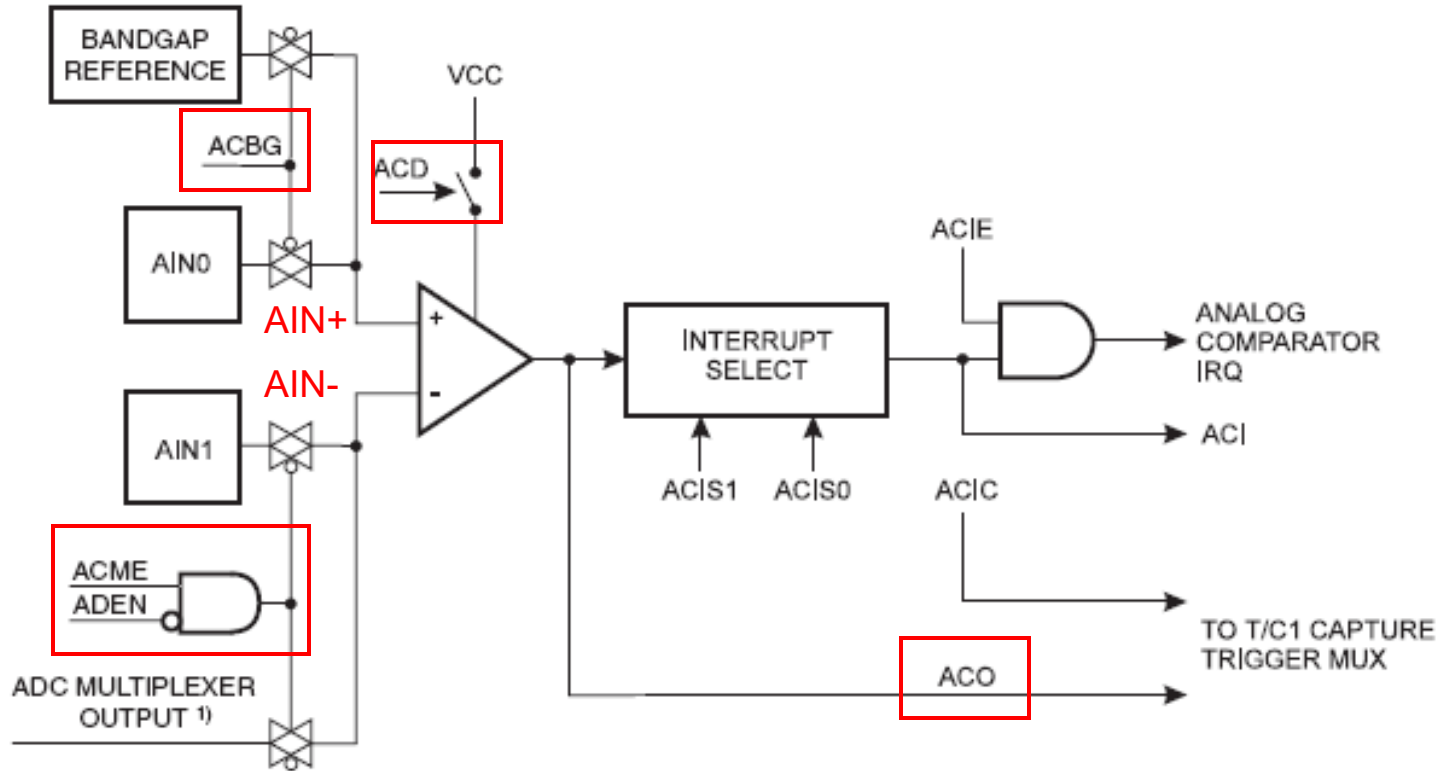 BANDGAP
REFERENCE
VCC
ACBG
ACD
AIN0
ACIE
AIN+
+
INTERRUPT
SELECT
ANALOG
COMPARATOR
IRQ
AIN-
-
AIN1
ACI
ACIS1
ACIS0
ACIC
ACME
ADEN
TO T/C1 CAPTURE
TRIGGER MUX
ACO
ADC MULTIPLEXER
OUTPUT 1)